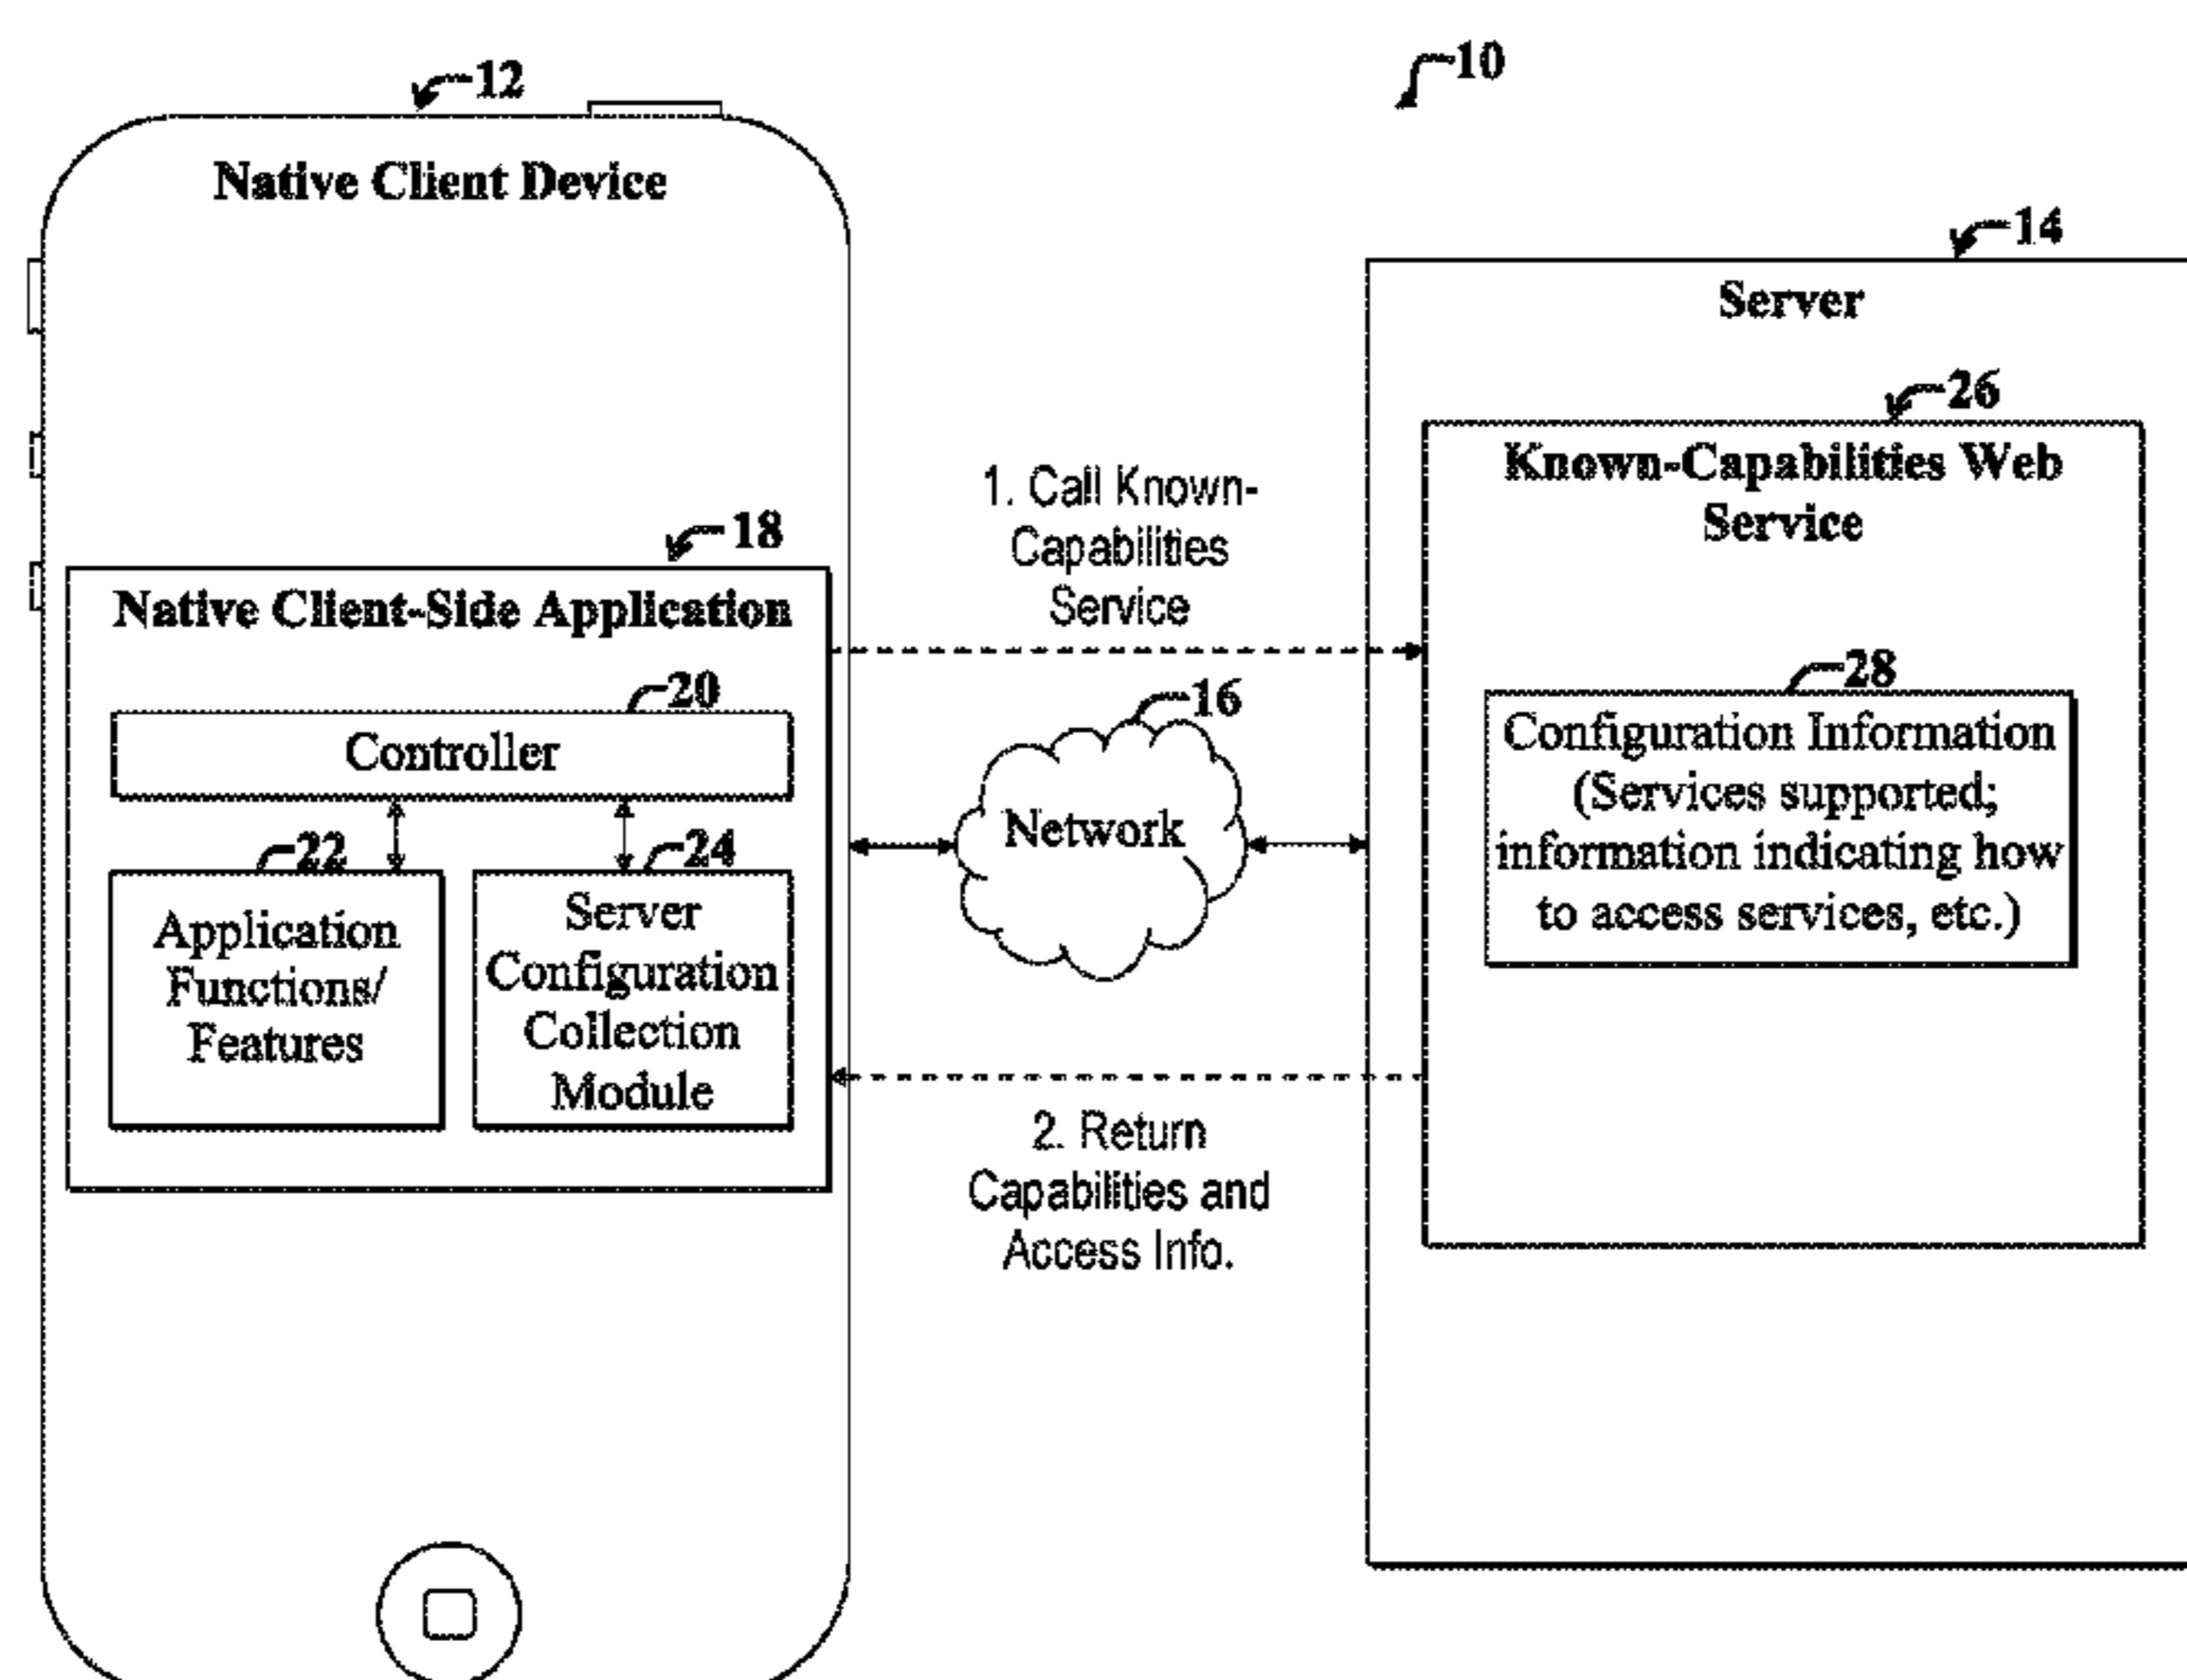 10
12
Native Client Device
14
Server
26
Known-Capabilities Web
Service
1. Call Known-
Capabilities
Service
18
Native Client-Side Application
20
Controller
22
Application
Functions/
Features
24
Server
Configuration
Collection
Module
16
Network
28
Configuration Information
(Services supported;
information indicating how
to access services, etc.)
2. Return
Capabilities and
Access Info.